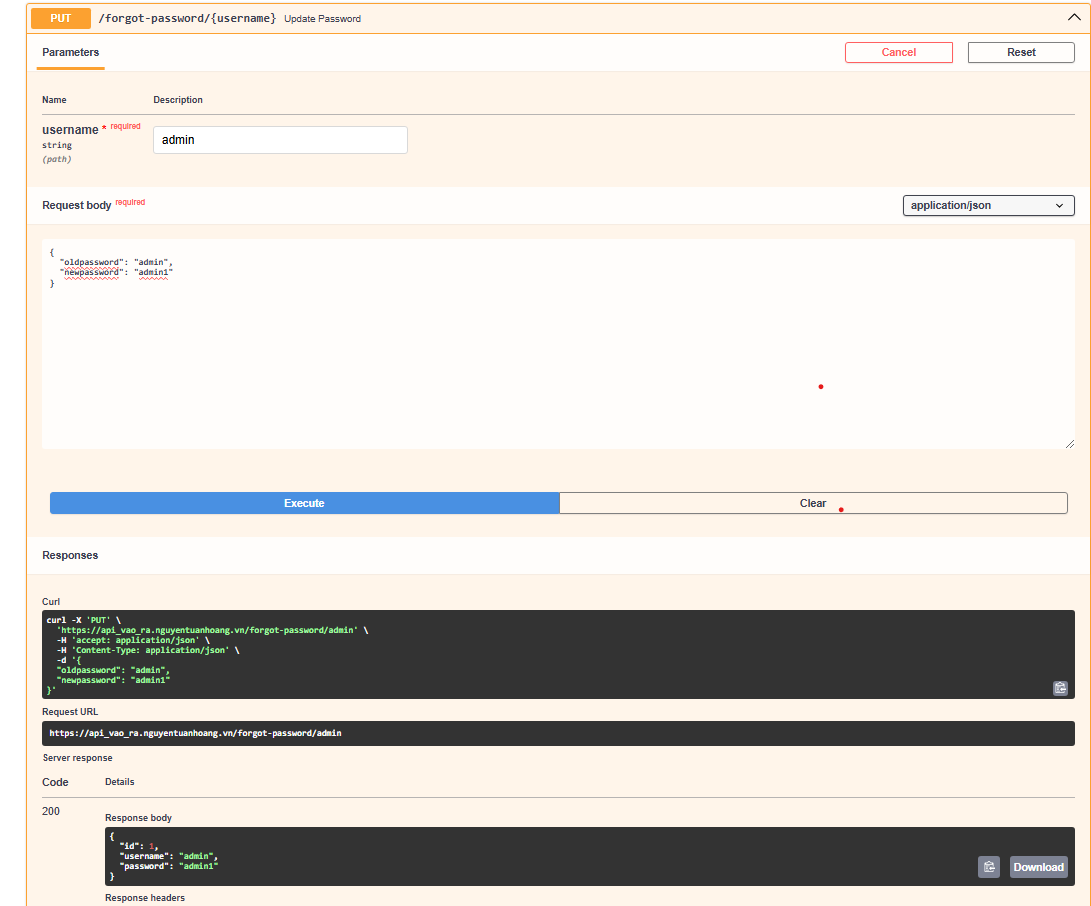 PUT /forgot-password/{username} Update Password
Parameters
Cancel
Reset
Name Description
username * required
string
(path)
admin
Request body required
application/json
{
  "oldpassword": "admin",
  "newpassword": "admin1"
}
Execute
Clear
Responses
Curl
curl -X 'PUT' \
  'https://api_vao_ra.nguyentuanhoang.vn/forgot-password/admin' \
  -H 'accept: application/json' \
  -H 'Content-Type: application/json' \
  -d '{
  "oldpassword": "admin",
  "newpassword": "admin1"
}'
Request URL
https://api_vao_ra.nguyentuanhoang.vn/forgot-password/admin
Server response
Code Details
200
Response body
{
  "id": 1,
  "username": "admin",
  "password": "admin1"
}
Download
Response headers